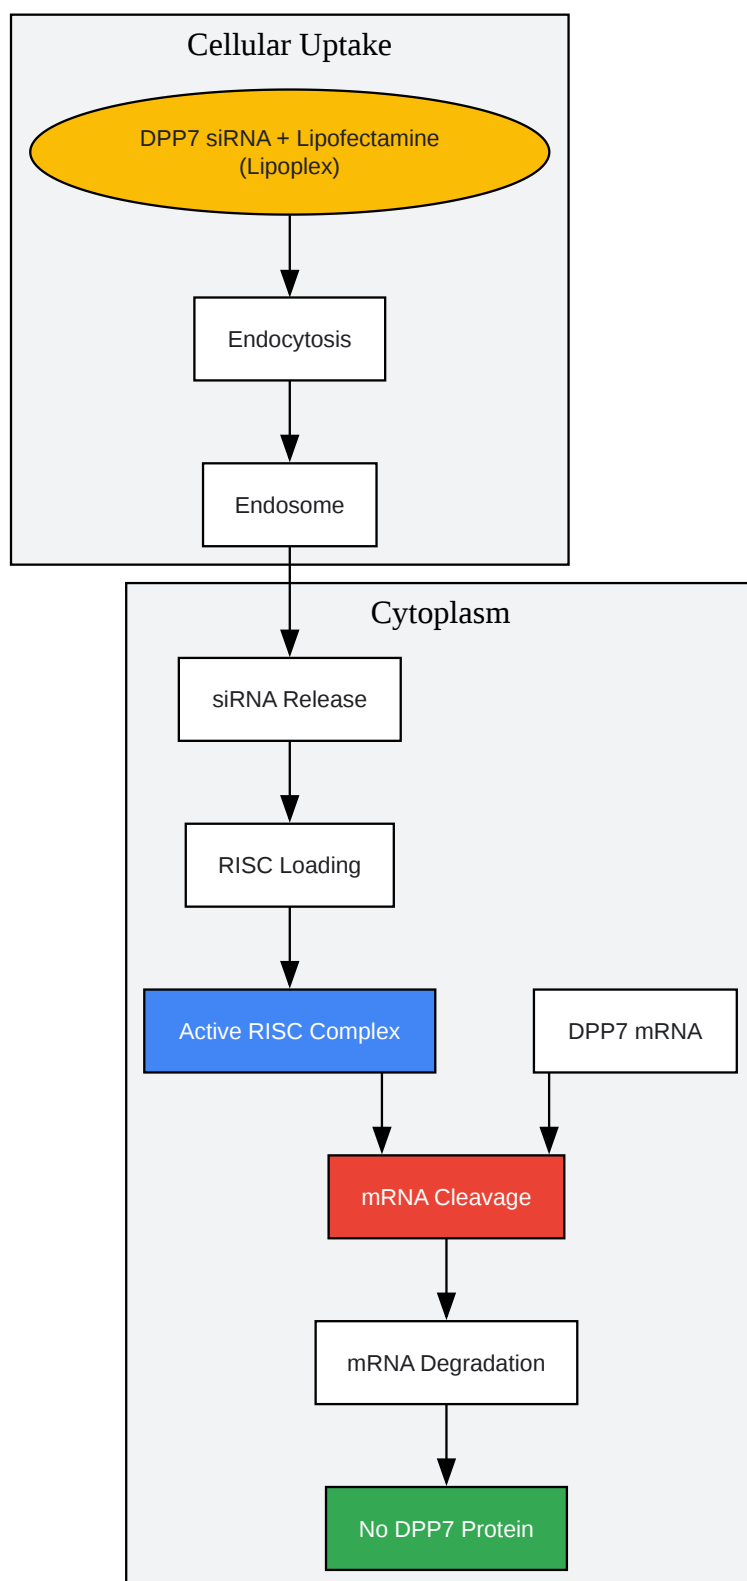 Cellular Uptake
DPP7 siRNA + Lipofectamine
(Lipoplex)
Endocytosis
Endosome
Cytoplasm
siRNA Release
RISC Loading
Active RISC Complex
DPP7 mRNA
mRNA Cleavage
mRNA Degradation
No DPP7 Protein